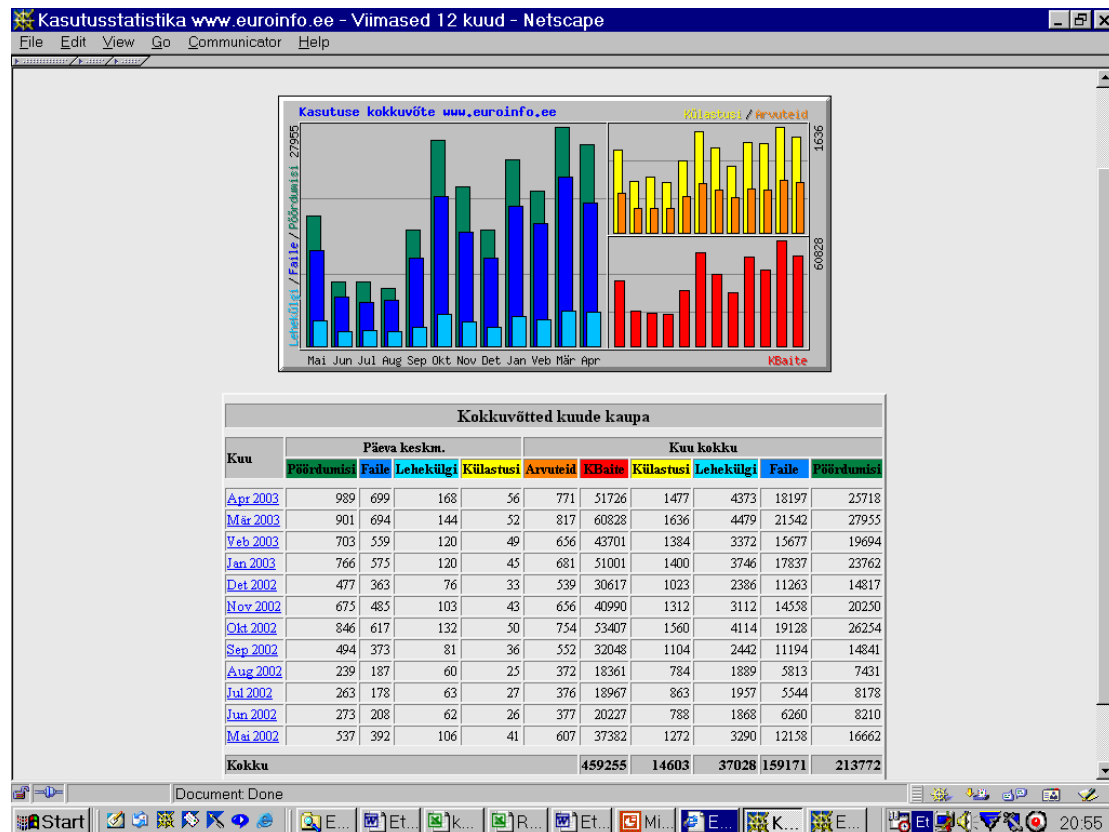 Kasutusstatistika www.euroinfo.ee - Viimased 12 kuud - Netscape
File Edit View Go Communicator Help
Kasutuse kokkuvõte www.euroinfo.ee
Külastusi / Arvuteid
Lehekülgi / Faile / Pöördumisi 27955
1636
60828
Mai Jun Jul Aug Sep Okt Nov Det Jan Veb Mär Apr
KBaite
Kokkuvõtted kuude kaupa
Kuu Päeva keskm. Kuu kokku
Pöördumisi Faile Lehekülgi Külastusi Arvuteid KBaite Külastusi Lehekülgi Faile Pöördumisi
Apr 2003 989 699 168 56 771 51726 1477 4373 18197 25718
Mär 2003 901 694 144 52 817 60828 1636 4479 21542 27955
Veb 2003 703 559 120 49 656 43701 1384 3372 15677 19694
Jan 2003 766 575 120 45 681 51001 1400 3746 17837 23762
Det 2002 477 363 76 33 539 30617 1023 2386 11263 14817
Nov 2002 675 485 103 43 656 40990 1312 3112 14558 20250
Okt 2002 846 617 132 50 754 53407 1560 4114 19128 26254
Sep 2002 494 373 81 36 552 32048 1104 2442 11194 14841
Aug 2002 239 187 60 25 372 18361 784 1889 5813 7431
Jul 2002 263 178 63 27 376 18967 863 1957 5544 8178
Jun 2002 273 208 62 26 377 20227 788 1868 6260 8210
Mai 2002 537 392 106 41 607 37382 1272 3290 12158 16662
Kokku 459255 14603 37028 159171 213772
Document: Done
Start E... Et... k... R... Et... Mi... E... K... E... Et 20:55